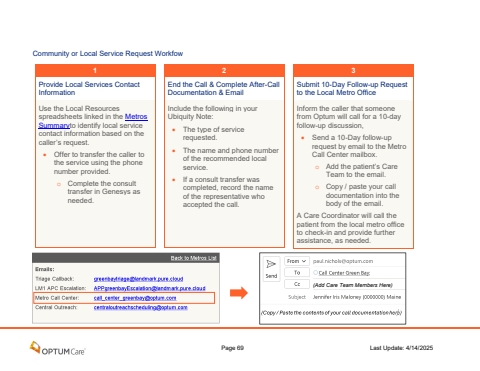 Community or Local Service Request Workfow
1
Provide Local Services Contact
Information
Use the Local Resources
spreadsheets linked in the Metros
Summaryto identify local service
contact information based on the
caller's request.
• Offer to transfer the caller to
the service using the phone
number provided.
o Complete the consult
transfer in Genesys as
needed.
2
End the Call & Complete After-Call
Documentation & Email
Include the following in your
Ubiquity Note:
• The type of service
requested.
• The name and phone number
of the recommended local
service.
• If a consult transfer was
completed, record the name
of the representative who
accepted the call.
3
Submit 10-Day Follow-up Request
to the Local Metro Office
Inform the caller that someone
from Optum will call for a 10-day
follow-up discussion,
• Send a 10-Day follow-up
request by email to the Metro
Call Center mailbox.
o Add the patient's Care
Team to the email.
o Copy / paste your call
documentation into the
body of the email.
A Care Coordinator will call the
patient from the local metro office
to check-in and provide further
assistance, as needed.
Back to Metros List
Emails:
Triage Callback: greenbaytriage@landmark.pure.cloud
LM1 APC Escalation: APPgreenbayEscalation@landmark.pure.cloud
Metro Call Center: call_center_greenbay@optum.com
Central Outreach: centraloutreachscheduling@optum.com
Send
From paul.nichols@optum.com
To Call Center Green Bay
Cc (Add Care Team Members Here)
Subject Jennifer Ins Maloney (0000000) Maine
(Copy / Paste the contents of your call documentation here)
OPTUM Care
Page 69
Last Update: 4/14/2025